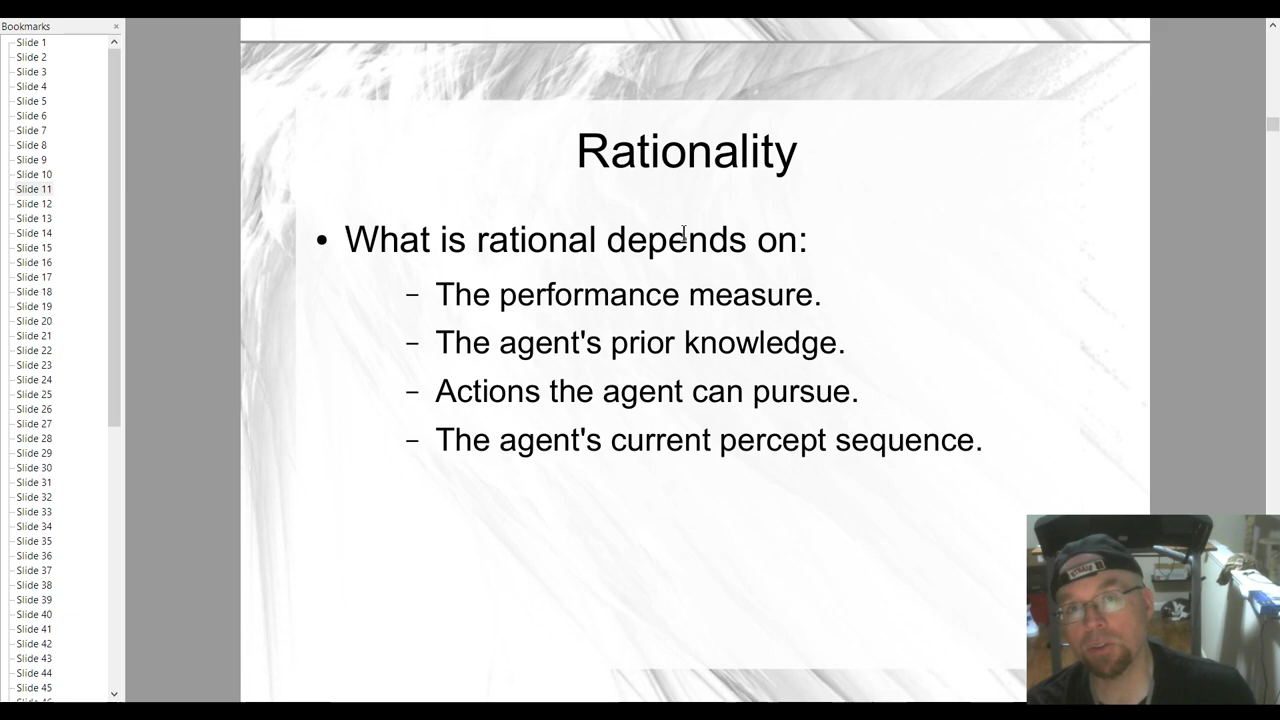 Bookmarks
Slide 1
Slide 2
Slide 3
Slide 4
Slide 5
Slide 6
Slide 7
Slide 8
Slide 9
Slide 10
Slide 11
Slide 12
Slide 13
Slide 14
Slide 15
Slide 16
Slide 17
Slide 18
Slide 19
Slide 20
Slide 21
Slide 22
Slide 23
Slide 24
Slide 25
Slide 26
Slide 27
Slide 28
Slide 29
Slide 30
Slide 31
Slide 32
Slide 33
Slide 34
Slide 35
Slide 36
Slide 37
Slide 38
Slide 39
Slide 40
Slide 41
Slide 42
Slide 43
Slide 44
Slide 45
Rationality
• What is rational depends on:
– The performance measure.
– The agent's prior knowledge.
– Actions the agent can pursue.
– The agent's current percept sequence.